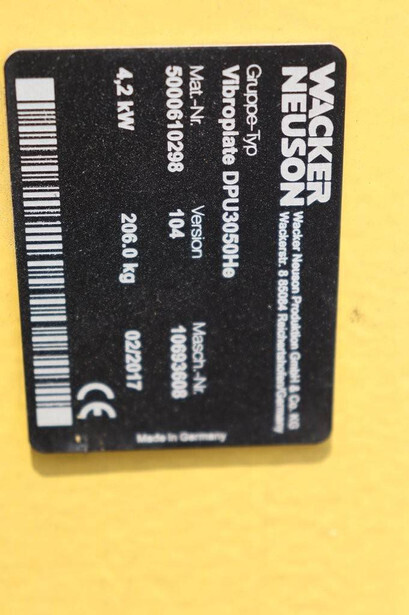 WACKER
NEUSON
Wacker Neuson Produktion GmbH & Co. KG
Wackerstr. 6 85084 Reichertshofen/Germany
Gruppe-Typ
Vibroplate DPU3050He
Mat.-Nr. Version Masch.-Nr.
5000610298 104 10693808
4,2 kW 206.0 kg 02/2017
CE
Made in Germany